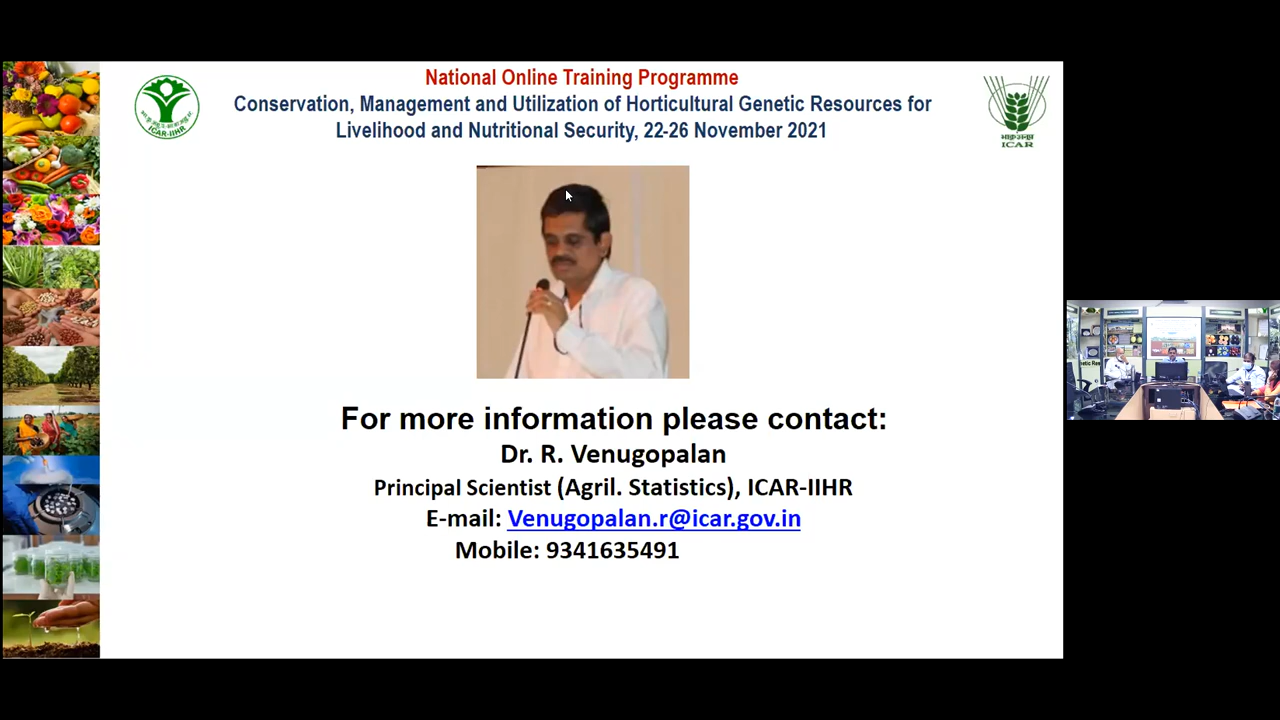 National Online Training Programme
Conservation, Management and Utilization of Horticultural Genetic Resources for
Livelihood and Nutritional Security, 22-26 November 2021
ICAR-IIHR
भाकृअनुप
ICAR
For more information please contact:
Dr. R. Venugopalan
Principal Scientist (Agril. Statistics), ICAR-IIHR
E-mail: Venugopalan.r@icar.gov.in
Mobile: 9341635491